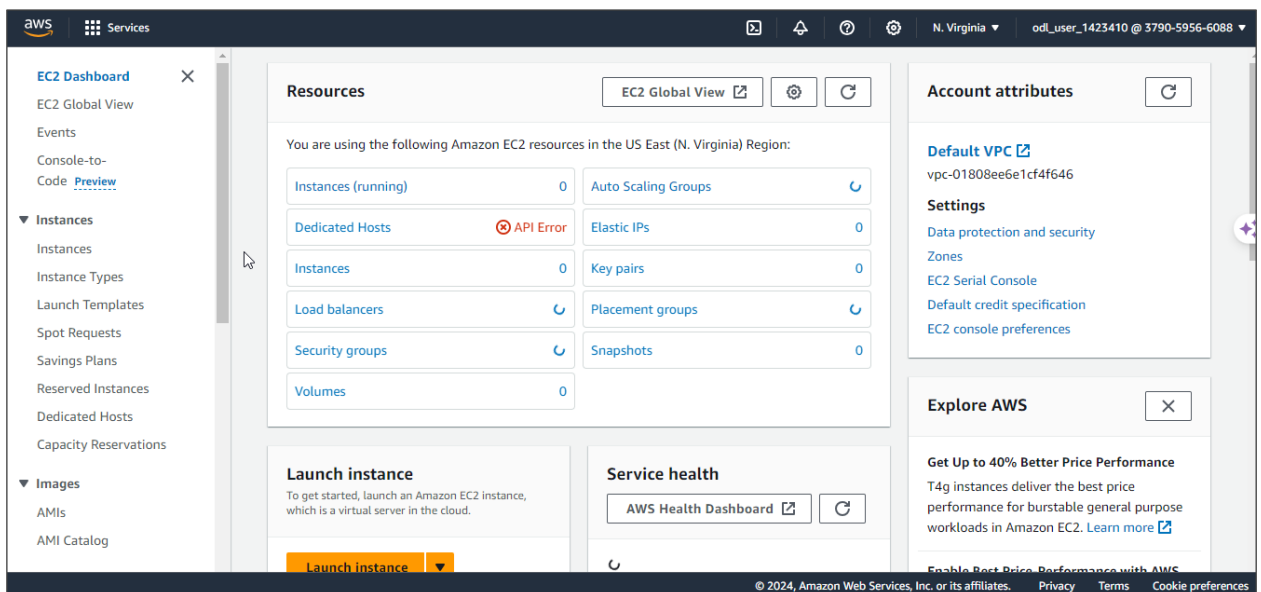 aws
Services
N. Virginia
odl_user_1423410 @ 3790-5956-6088
EC2 Dashboard
EC2 Global View
Events
Console-to-
Code Preview
Instances
Instances
Instance Types
Launch Templates
Spot Requests
Savings Plans
Reserved Instances
Dedicated Hosts
Capacity Reservations
Images
AMIs
AMI Catalog
Resources
EC2 Global View
You are using the following Amazon EC2 resources in the US East (N. Virginia) Region:
Instances (running) 0
Auto Scaling Groups
Dedicated Hosts API Error
Elastic IPs 0
Instances 0
Key pairs 0
Load balancers
Placement groups
Security groups
Snapshots 0
Volumes 0
Launch instance
To get started, launch an Amazon EC2 instance,
which is a virtual server in the cloud.
Launch instance
Service health
AWS Health Dashboard
Account attributes
Default VPC
vpc-01808ee6e1cf4f646
Settings
Data protection and security
Zones
EC2 Serial Console
Default credit specification
EC2 console preferences
Explore AWS
Get Up to 40% Better Price Performance
T4g instances deliver the best price
performance for burstable general purpose
workloads in Amazon EC2. Learn more
Enable Best Price-Performance with AWS
© 2024, Amazon Web Services, Inc. or its affiliates. Privacy Terms Cookie preferences